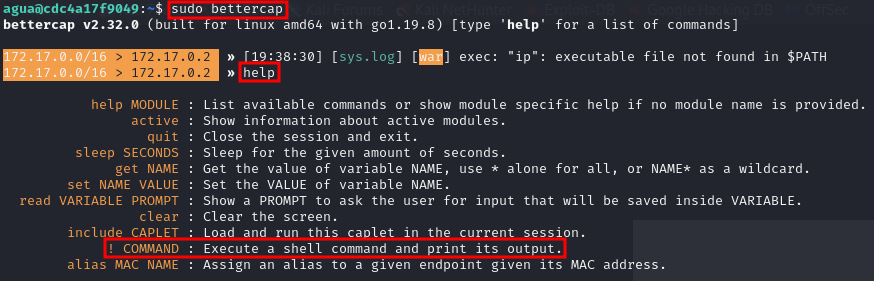 agua@cdc4a17f9049:~$ sudo bettercap
bettercap v2.32.0 (built for linux amd64 with go1.19.8) [type 'help' for a list of commands]
172.17.0.0/16 > 172.17.0.2 » [19:38:30] [sys.log] [war] exec: "ip": executable file not found in $PATH
172.17.0.0/16 > 172.17.0.2 » help
help MODULE : List available commands or show module specific help if no module name is provided.
active : Show information about active modules.
quit : Close the session and exit.
sleep SECONDS : Sleep for the given amount of seconds.
get NAME : Get the value of variable NAME, use * alone for all, or NAME* as a wildcard.
set NAME VALUE : Set the VALUE of variable NAME.
read VARIABLE PROMPT : Show a PROMPT to ask the user for input that will be saved inside VARIABLE.
clear : Clear the screen.
include CAPLET : Load and run this caplet in the current session.
! COMMAND : Execute a shell command and print its output.
alias MAC NAME : Assign an alias to a given endpoint given its MAC address.